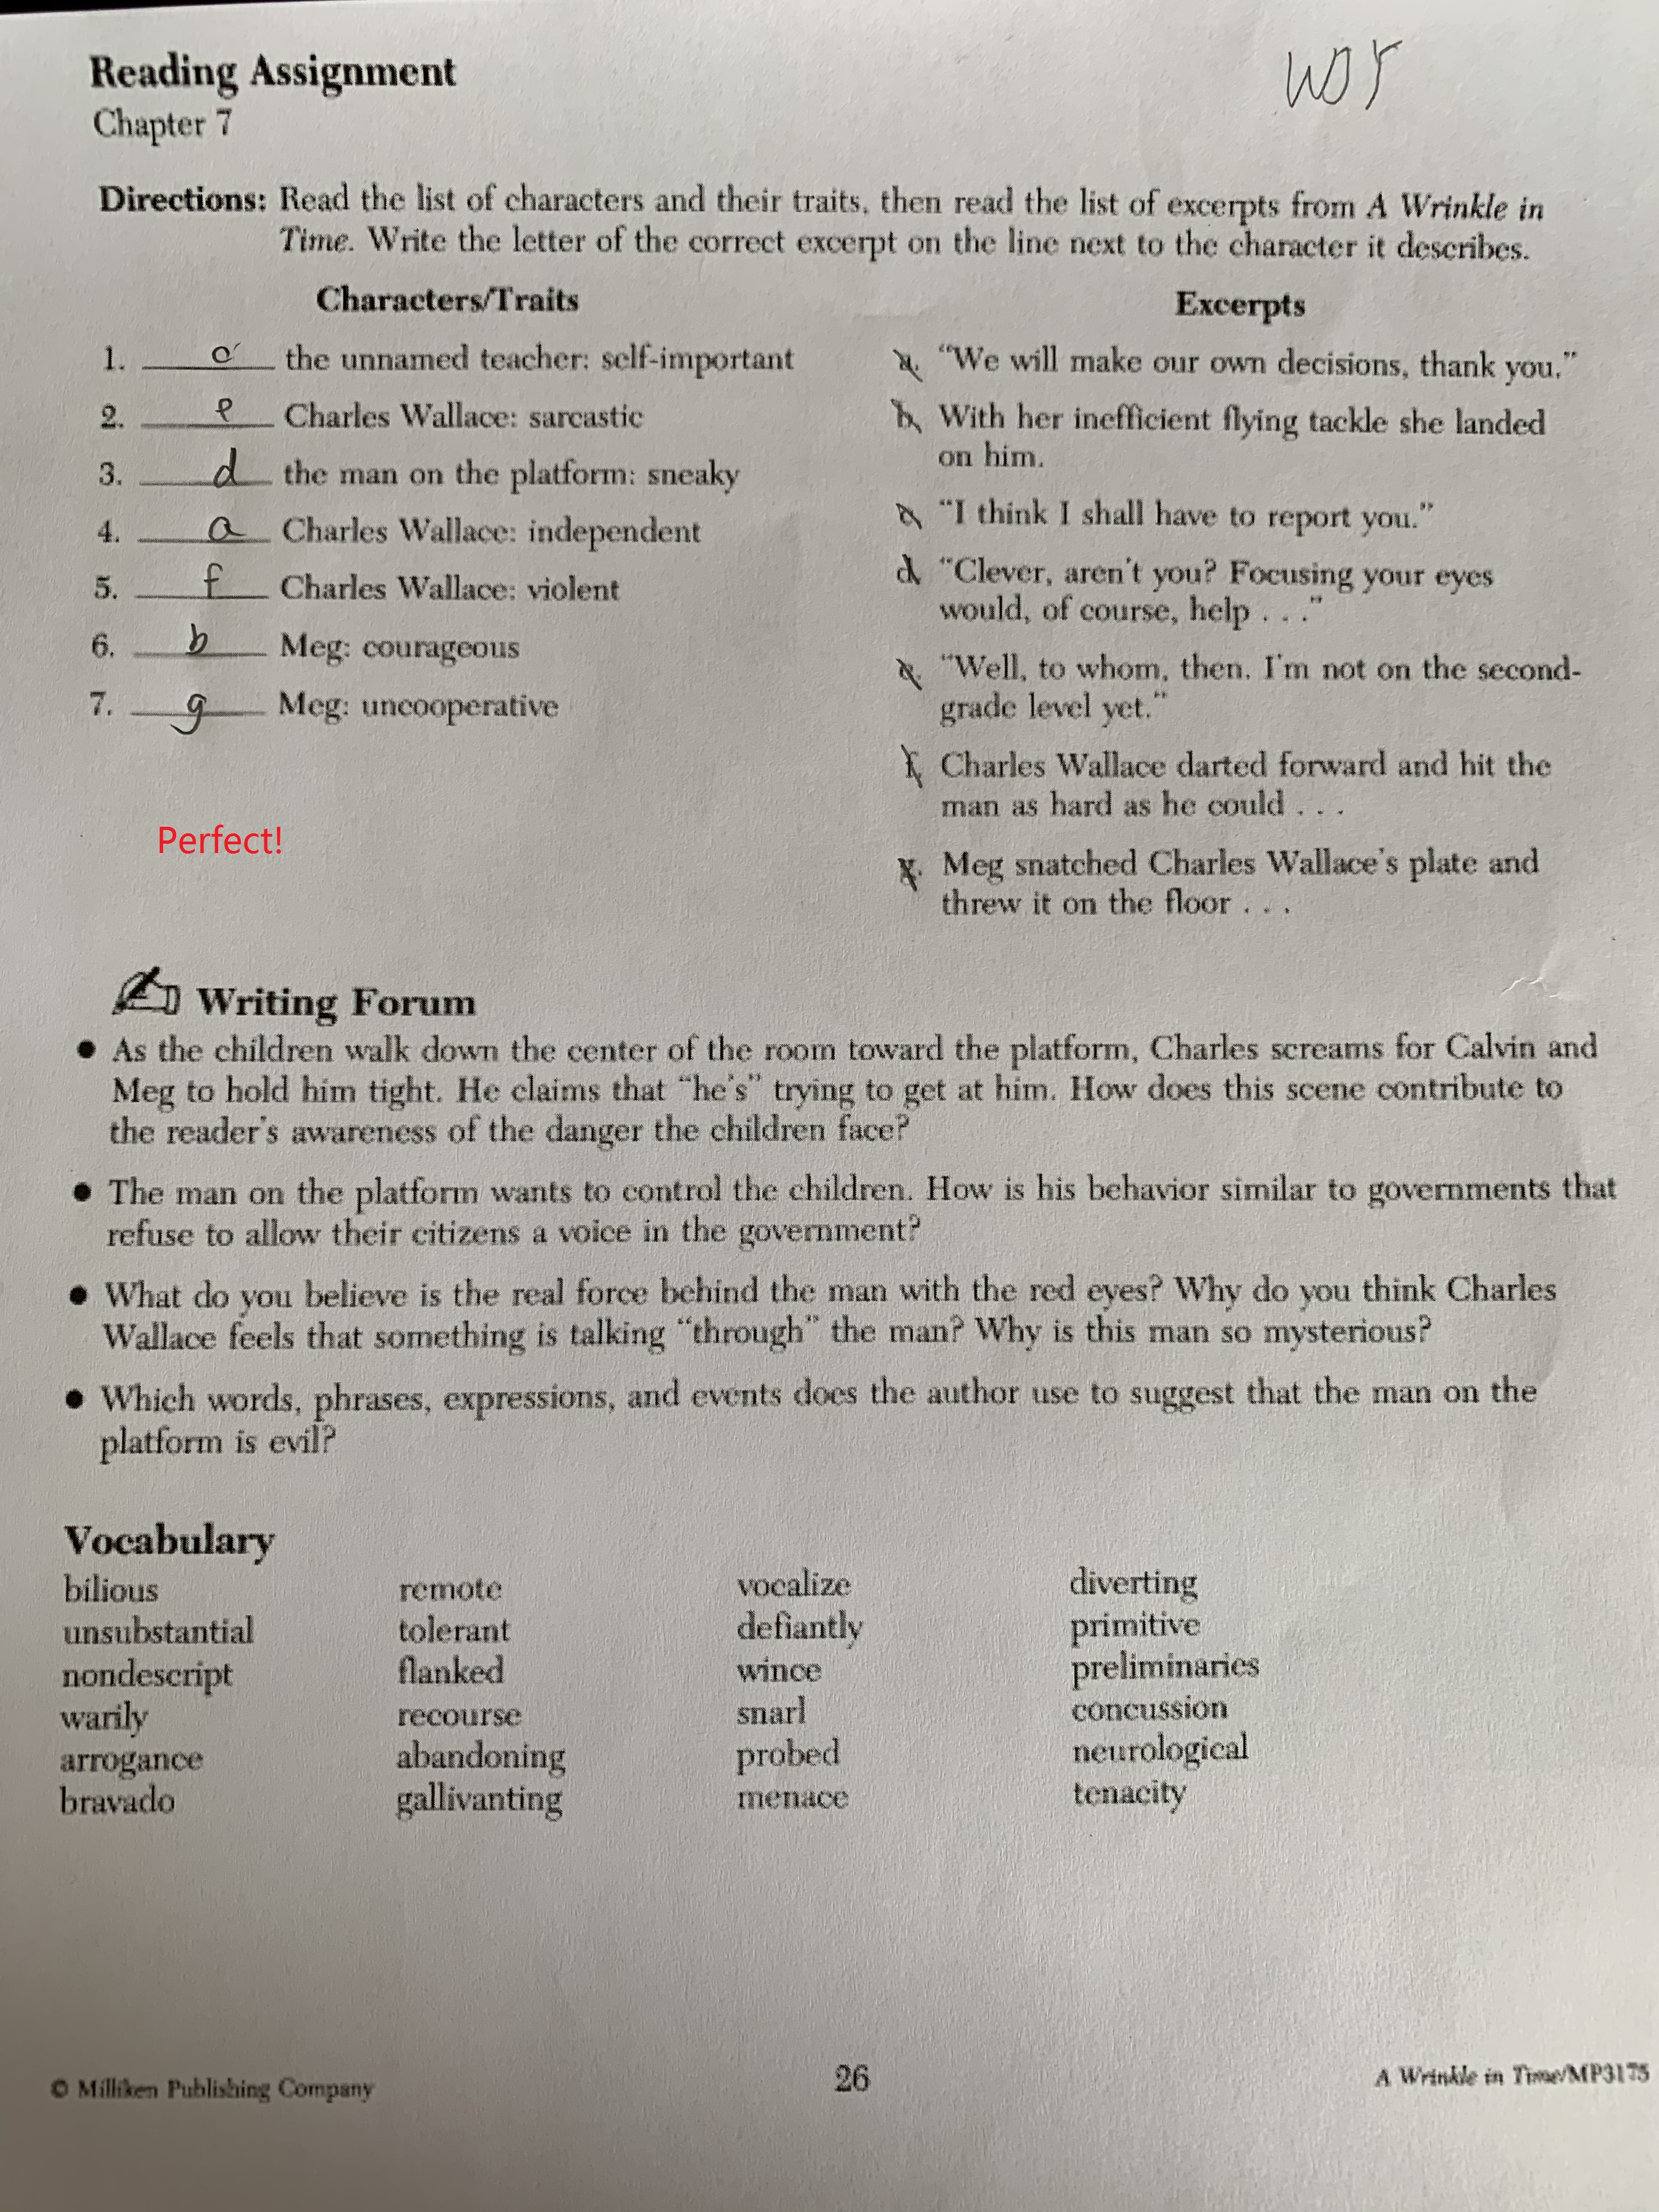 Reading Assignment
Chapter 7
Directions: Read the list of characters and their traits, then read the list of excerpts from A Wrinkle in
Time. Write the letter of the correct excerpt on the line next to the character it describes.
Characters/Traits
1. c the unnamed teacher: self-important
2. e Charles Wallace: sarcastic
3. d the man on the platform: sneaky
4. a Charles Wallace: independent
5. f Charles Wallace: violent
6. b Meg: courageous
7. g Meg: uncooperative
Perfect!
Excerpts
a. "We will make our own decisions, thank you."
b. With her inefficient flying tackle she landed
on him.
c. "I think I shall have to report you."
d. "Clever, aren't you? Focusing your eyes
would, of course, help . . ."
e. "Well, to whom, then. I'm not on the second-
grade level yet."
f. Charles Wallace darted forward and hit the
man as hard as he could . . .
g. Meg snatched Charles Wallace's plate and
threw it on the floor . . .
Writing Forum
• As the children walk down the center of the room toward the platform, Charles screams for Calvin and
Meg to hold him tight. He claims that "he's" trying to get at him. How does this scene contribute to
the reader's awareness of the danger the children face?
• The man on the platform wants to control the children. How is his behavior similar to governments that
refuse to allow their citizens a voice in the government?
• What do you believe is the real force behind the man with the red eyes? Why do you think Charles
Wallace feels that something is talking "through" the man? Why is this man so mysterious?
• Which words, phrases, expressions, and events does the author use to suggest that the man on the
platform is evil?
Vocabulary
bilious remote vocalize diverting
unsubstantial tolerant defiantly primitive
nondescript flanked wince preliminaries
warily recourse snarl concussion
arrogance abandoning probed neurological
bravado gallivanting menace tenacity
© Milliken Publishing Company 26 A Wrinkle in Time/MP3175